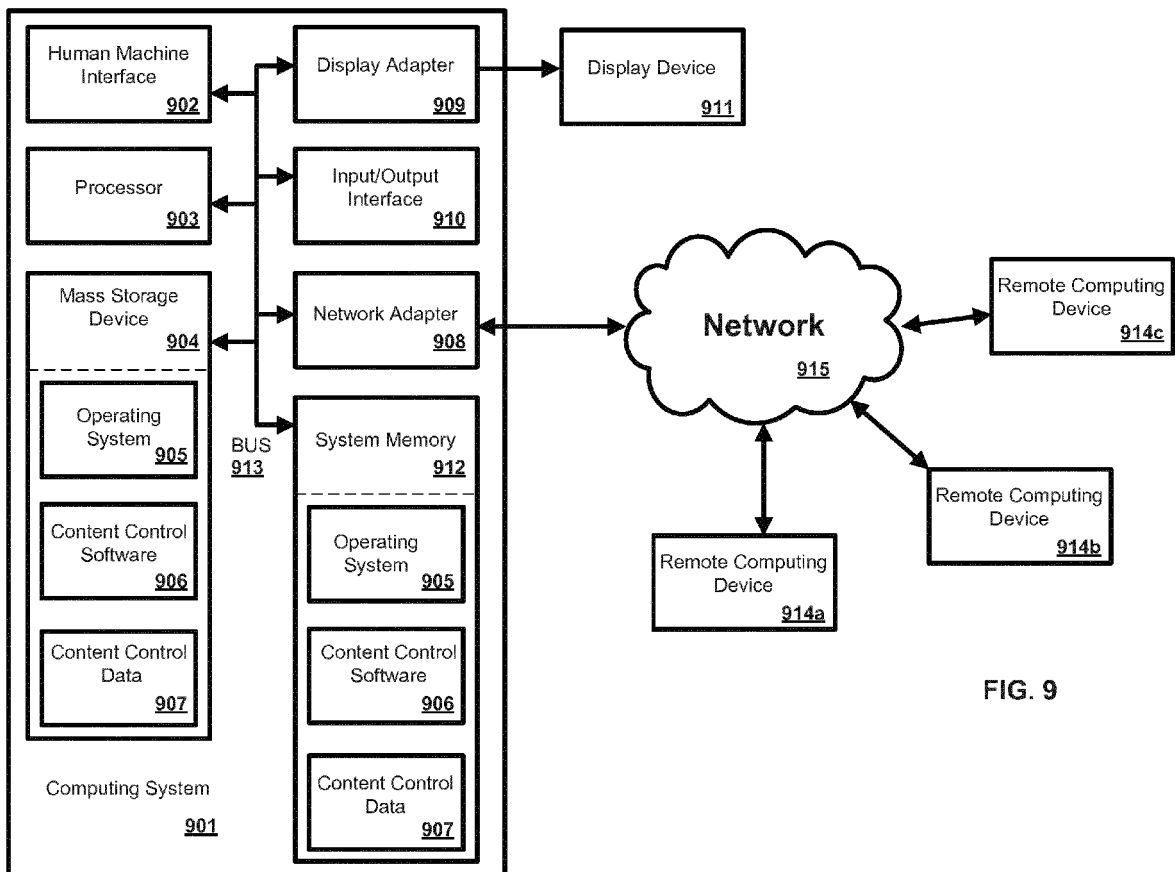 Human Machine
Interface
902
Display Adapter
909
Display Device
911
Processor
903
Input/Output
Interface
910
Mass Storage
Device
904
Network Adapter
908
Network
915
Remote Computing
Device
914c
Operating
System
905
BUS
913
System Memory
912
Remote Computing
Device
914b
Content Control
Software
906
Operating
System
905
Remote Computing
Device
914a
Content Control
Data
907
Content Control
Software
906
Computing System
901
Content Control
Data
907
FIG. 9